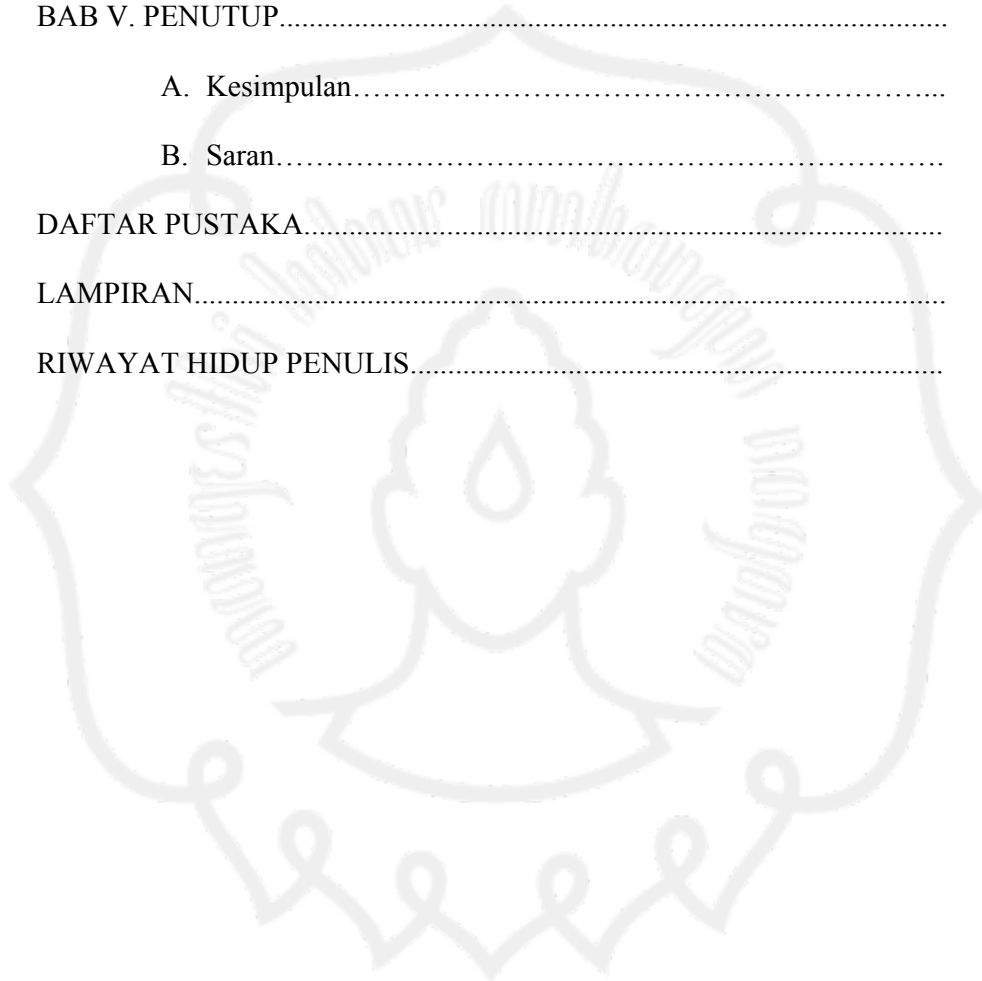 BAB V. PENUTUP.........................................................................................
A. Kesimpulan…………………………………………………...
B. Saran………………………………………………………….
DAFTAR PUSTAKA.....................................................................................
LAMPIRAN....................................................................................................
RIWAYAT HIDUP PENULIS.......................................................................